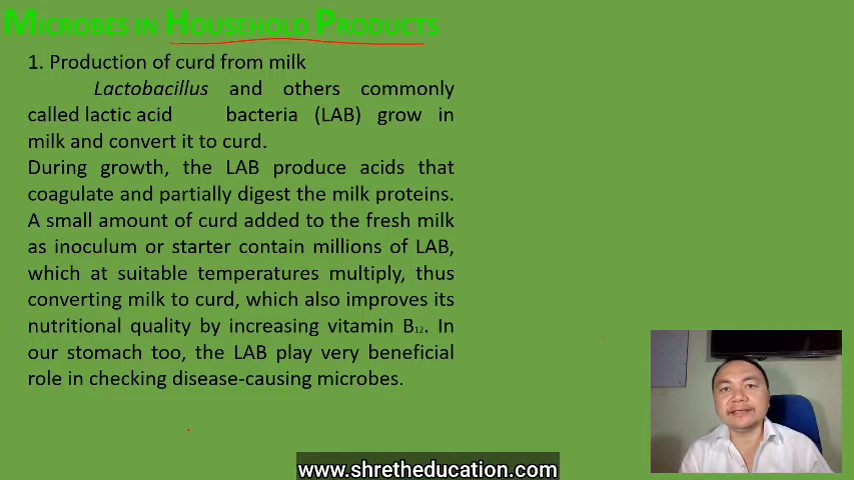 MICROBES IN HOUSEHOLD PRODUCTS
1. Production of curd from milk
Lactobacillus and others commonly
called lactic acid bacteria (LAB) grow in
milk and convert it to curd.
During growth, the LAB produce acids that
coagulate and partially digest the milk proteins.
A small amount of curd added to the fresh milk
as inoculum or starter contain millions of LAB,
which at suitable temperatures multiply, thus
converting milk to curd, which also improves its
nutritional quality by increasing vitamin B12. In
our stomach too, the LAB play very beneficial
role in checking disease-causing microbes.
www.shretheducation.com